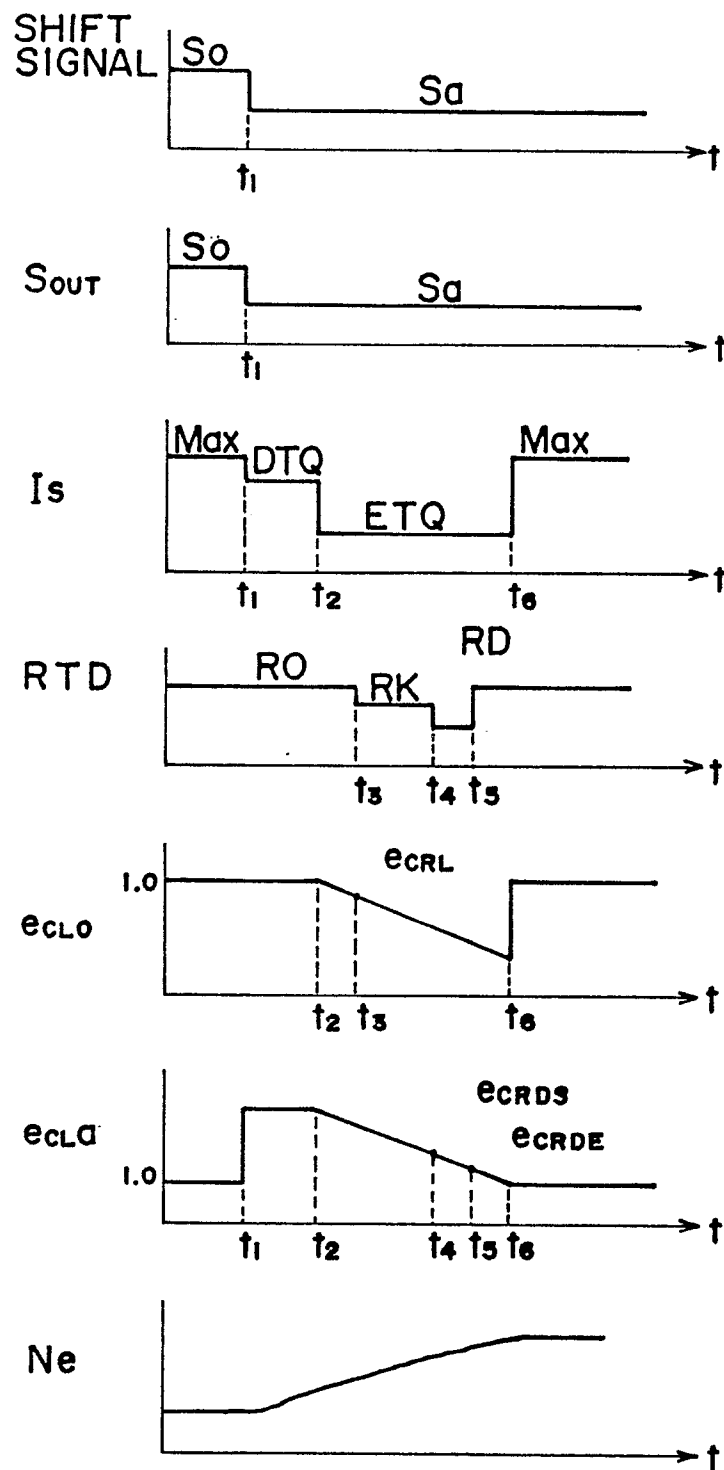 SHIFT
SIGNAL
So
Sa
t
t1
SOUT
So
Sa
t
t1
Is
Max
DTQ
ETQ
Max
t
t1 t2 t6
RTD
RO
RK
RD
t
t3 t4 t5
eCLO
1.0
eCRL
t
t2 t3 t6
eCLa
1.0
eCRDS
eCRDE
t
t1 t2 t4 t5 t6
Ne
t